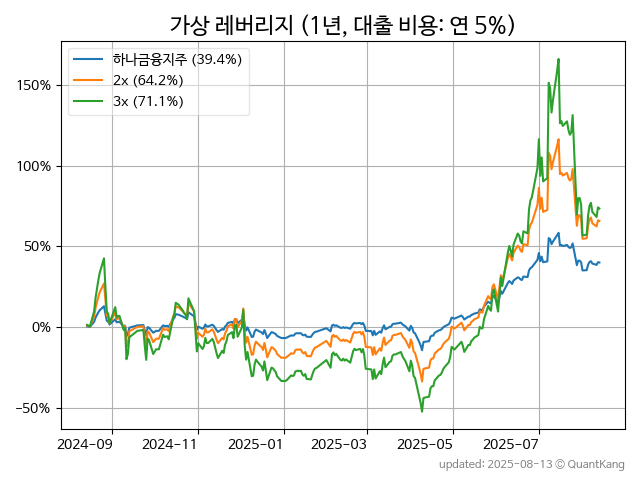 가상 레버리지 (1년, 대출 비용: 연 5%)
하나금융지주 (39.4%)
2x (64.2%)
3x (71.1%)
150%
100%
50%
0%
−50%
2024-09 2024-11 2025-01 2025-03 2025-05 2025-07
updated: 2025-08-13 © QuantKang